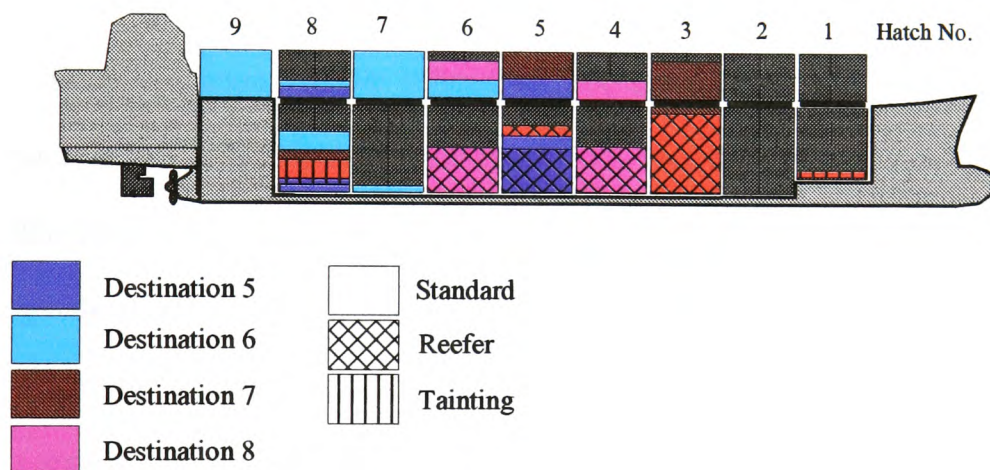 9 8 7 6 5 4 3 2 1 Hatch No.
Destination 5
Standard
Destination 6
Reefer
Destination 7
Tainting
Destination 8